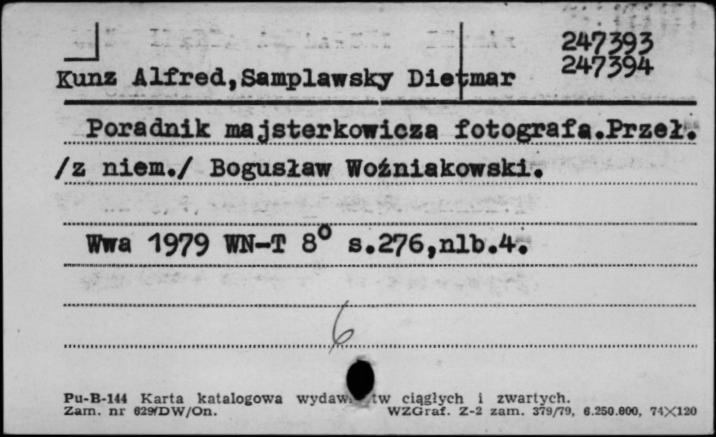 247393
247394
Kunz Alfred,Samplawsky Dietmar
Poradnik majsterkowicza fotografa.Przeł.
/z niem./ Bogusław Woźniakowski.
Wwa 1979 WN-T 8° s.276,nlb.4.
6
Pu-B-144 Karta katalogowa wydaw tw ciągłych i zwartych.
Zam. nr 629/DW/On. WZGraf. Z-2 zam. 379/79, 6.250.000, 74×120